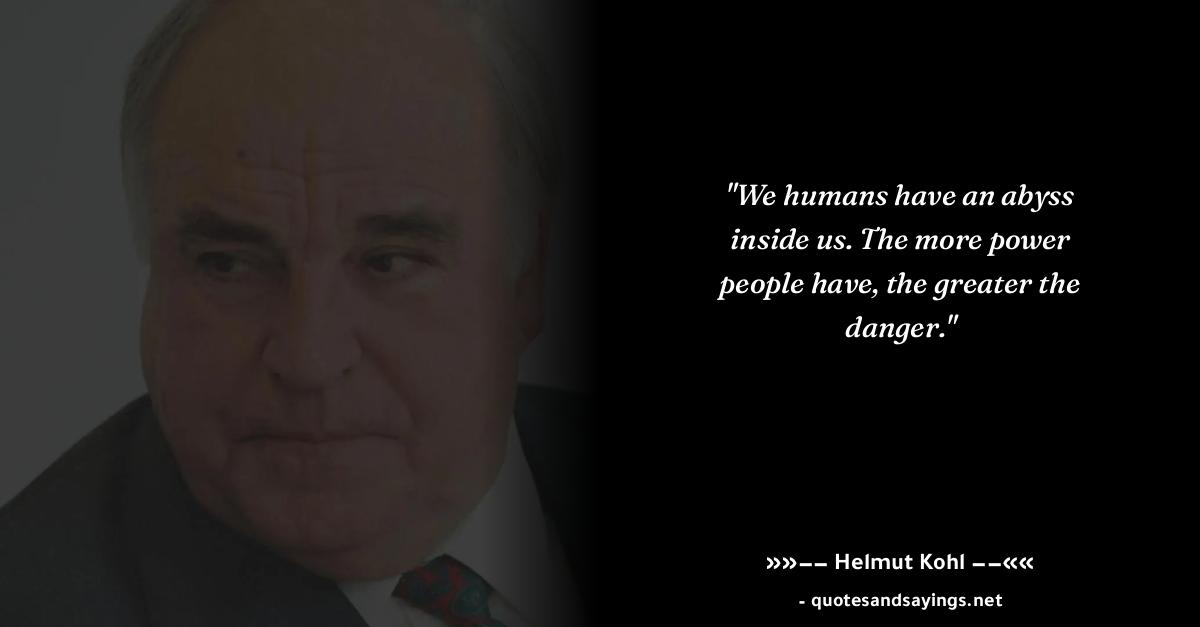 "We humans have an abyss
inside us. The more power
people have, the greater the
danger."
»»–– Helmut Kohl ––««
- quotesandsayings.net